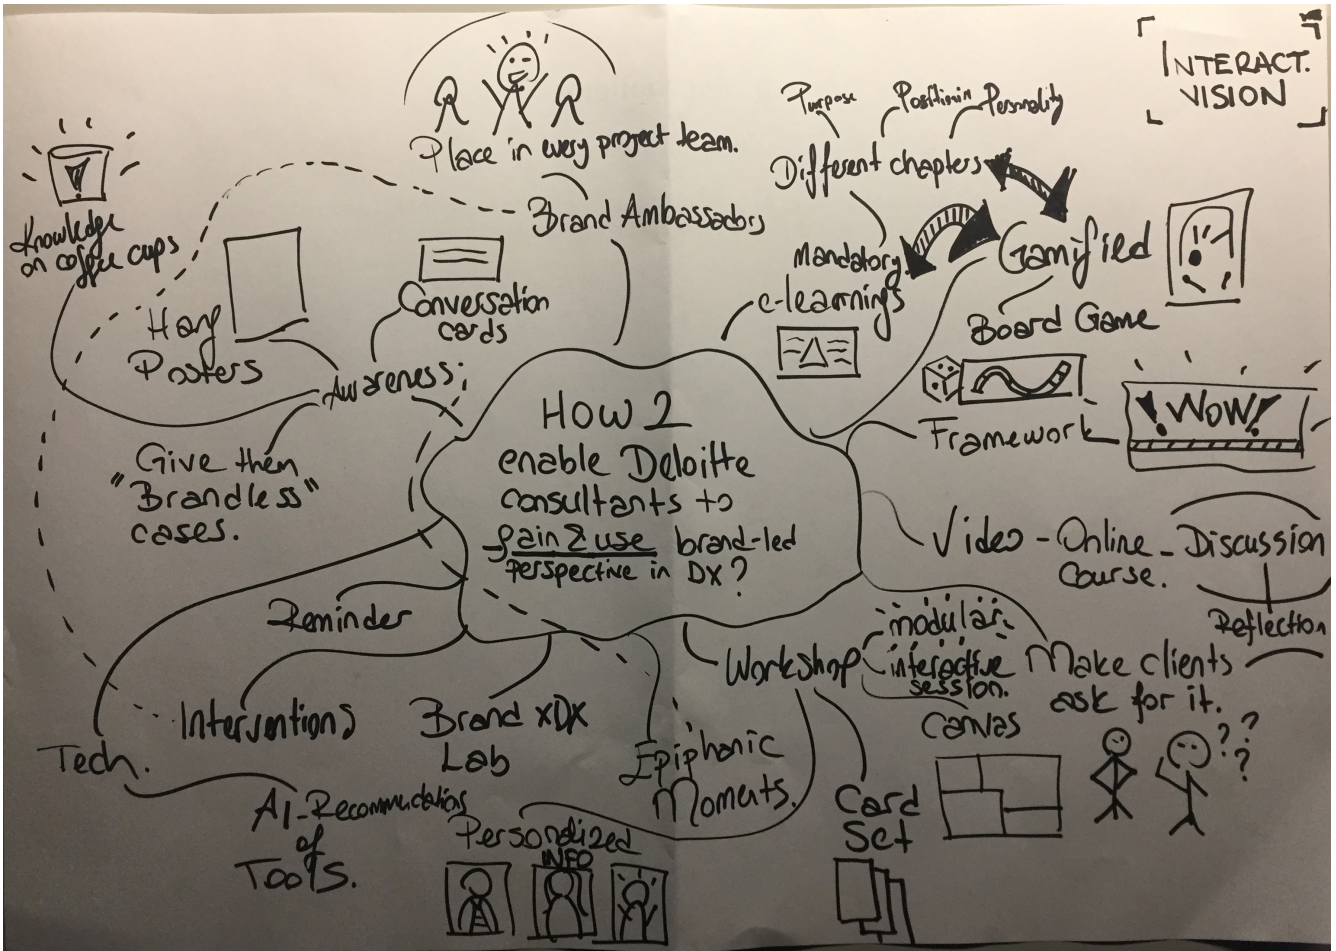 INTERACT.
VISION
Place in every project team.
Brand Ambassadors
Purpose
Personality
Different chapters
Mandatory
e-learnings
Gamified
Board Game
Knowledge
on coffee cups
Hang
Posters
Conversation
cards
Awareness
Give them
"Brandless"
cases.
HOW 2
enable Deloitte
consultants to
gain & use brand-led
perspective in DX?
Framework
WOW!
Video - Online - Discussion
Course.
Reflection
Reminder
Interventions
Tech.
AI-Recommendations
of
TOOLS.
Brand xDX
Lab
Epiphanic
Moments.
Workshop
modular
interactive
session.
Canvas
Make clients
ask for it.
? ?
?
?
Card
Set
Personalized
INFO